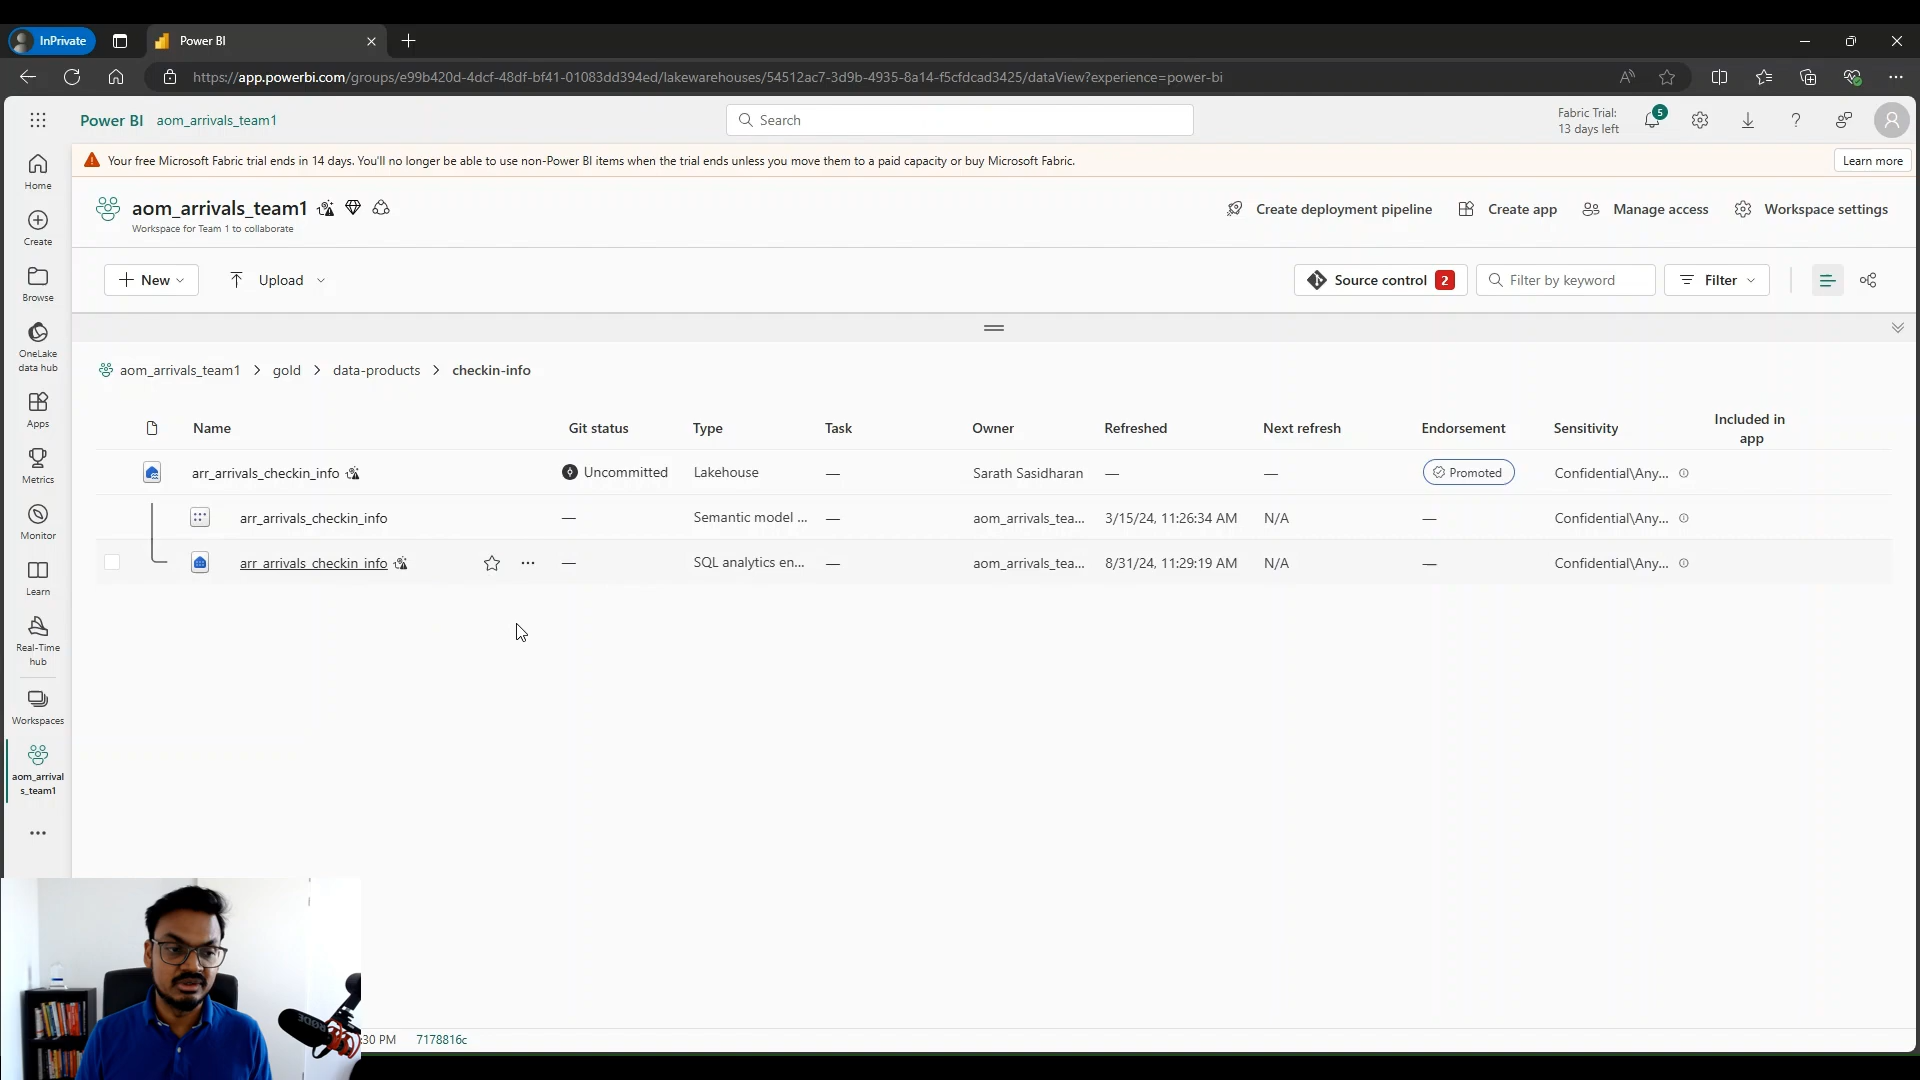 InPrivate
Power BI
https://app.powerbi.com/groups/e99b420d-4dcf-48df-bf41-01083dd394ed/lakewarehouses/54512ac7-3d9b-4935-8a14-f5cfdcad3425/dataView?experience=power-bi
Power BI aom_arrivals_team1
Search
Fabric Trial:
13 days left
5
Your free Microsoft Fabric trial ends in 14 days. You'll no longer be able to use non-Power BI items when the trial ends unless you move them to a paid capacity or buy Microsoft Fabric.
Learn more
Home
Create
Browse
OneLake
data hub
Apps
Metrics
Monitor
Learn
Real-Time
hub
Workspaces
aom_arrival
s_team1
aom_arrivals_team1
Workspace for Team 1 to collaborate
Create deployment pipeline Create app Manage access Workspace settings
New Upload
Source control 2 Filter by keyword Filter
aom_arrivals_team1 > gold > data-products > checkin-info
Name Git status Type Task Owner Refreshed Next refresh Endorsement Sensitivity Included in
app
arr_arrivals_checkin_info Uncommitted Lakehouse — Sarath Sasidharan — — Promoted Confidential\Any...
arr_arrivals_checkin_info — Semantic model ... — aom_arrivals_tea... 3/15/24, 11:26:34 AM N/A — Confidential\Any...
arr_arrivals_checkin_info — SQL analytics en... — aom_arrivals_tea... 8/31/24, 11:29:19 AM N/A — Confidential\Any...
:30 PM 7178816c
RØDE